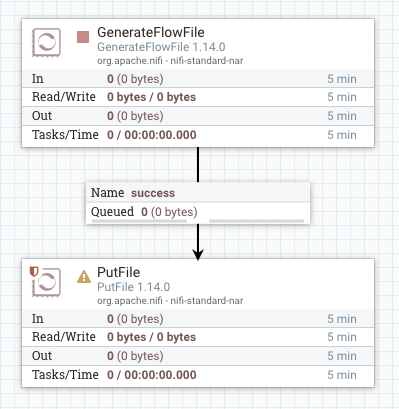 GenerateFlowFile
GenerateFlowFile 1.14.0
org.apache.nifi - nifi-standard-nar
In 0 (0 bytes) 5 min
Read/Write 0 bytes / 0 bytes 5 min
Out 0 (0 bytes) 5 min
Tasks/Time 0 / 00:00:00.000 5 min
Name success
Queued 0 (0 bytes)
PutFile
PutFile 1.14.0
org.apache.nifi - nifi-standard-nar
In 0 (0 bytes) 5 min
Read/Write 0 bytes / 0 bytes 5 min
Out 0 (0 bytes) 5 min
Tasks/Time 0 / 00:00:00.000 5 min